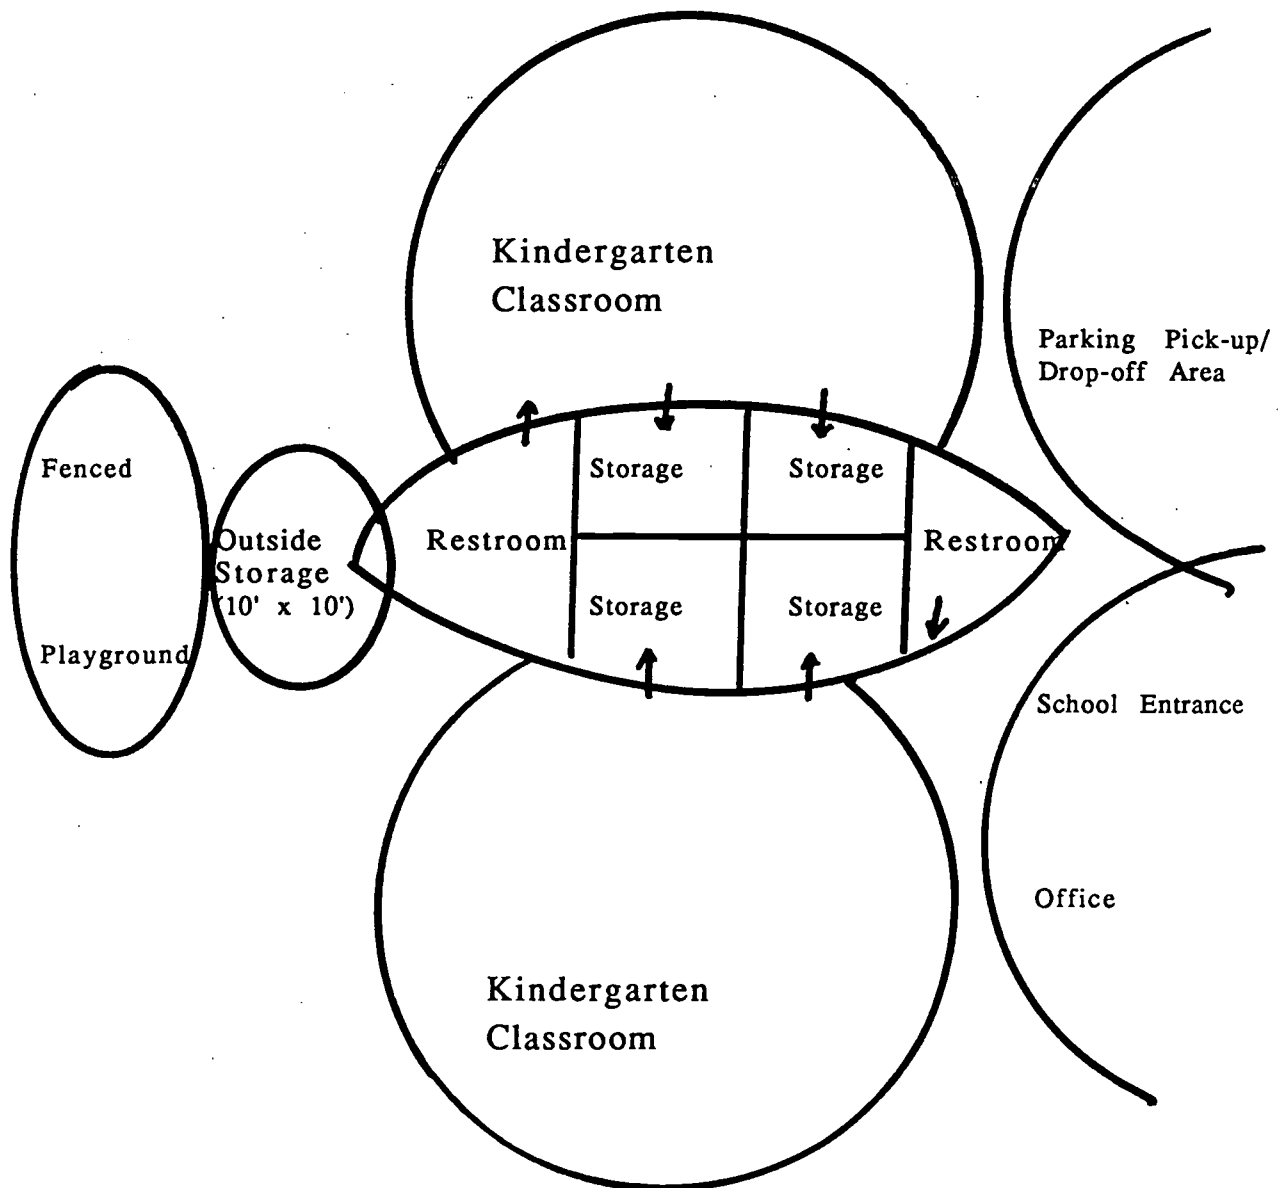 Kindergarten
Classroom
Parking Pick-up/
Drop-off Area
Fenced
Playground
Outside
Storage
(10' x 10')
Restroom
Storage
Storage
Storage
Storage
Restroom
School Entrance
Office
Kindergarten
Classroom